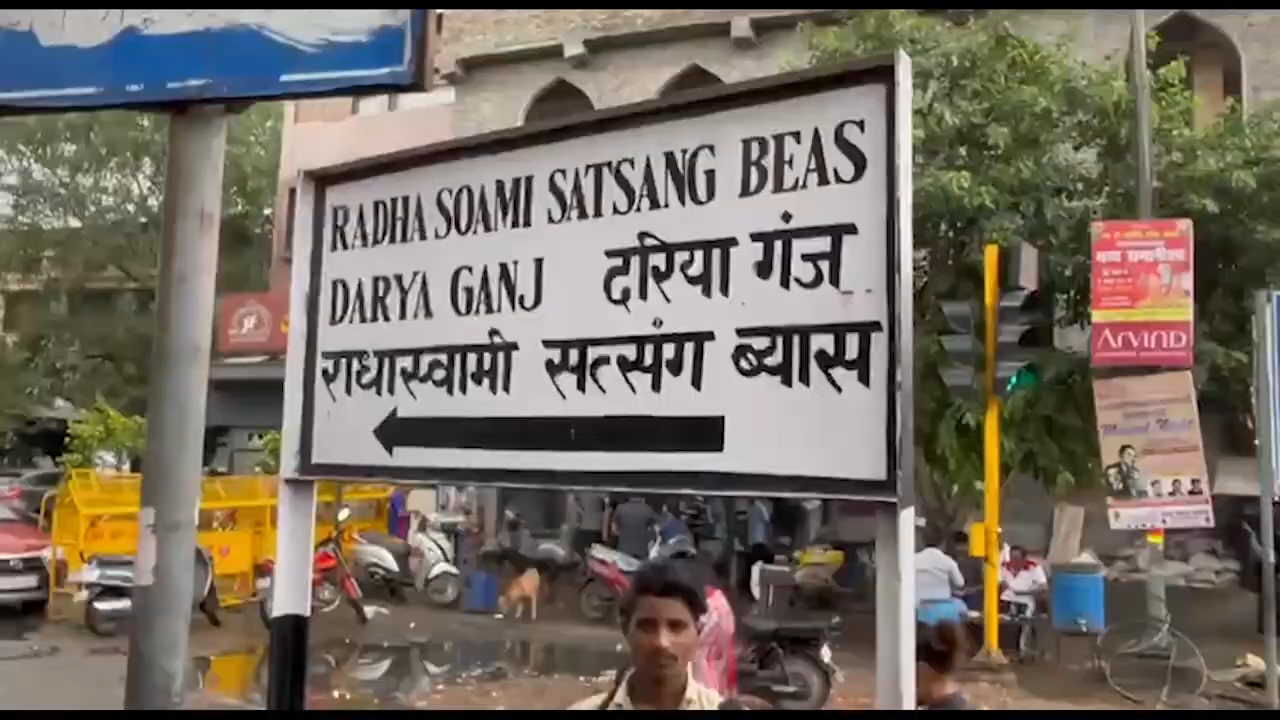 RADHA SOAMI SATSANG BEAS
DARYA GANJ दरिया गंज
राधास्वामी सत्संग ब्यास
ARVIND